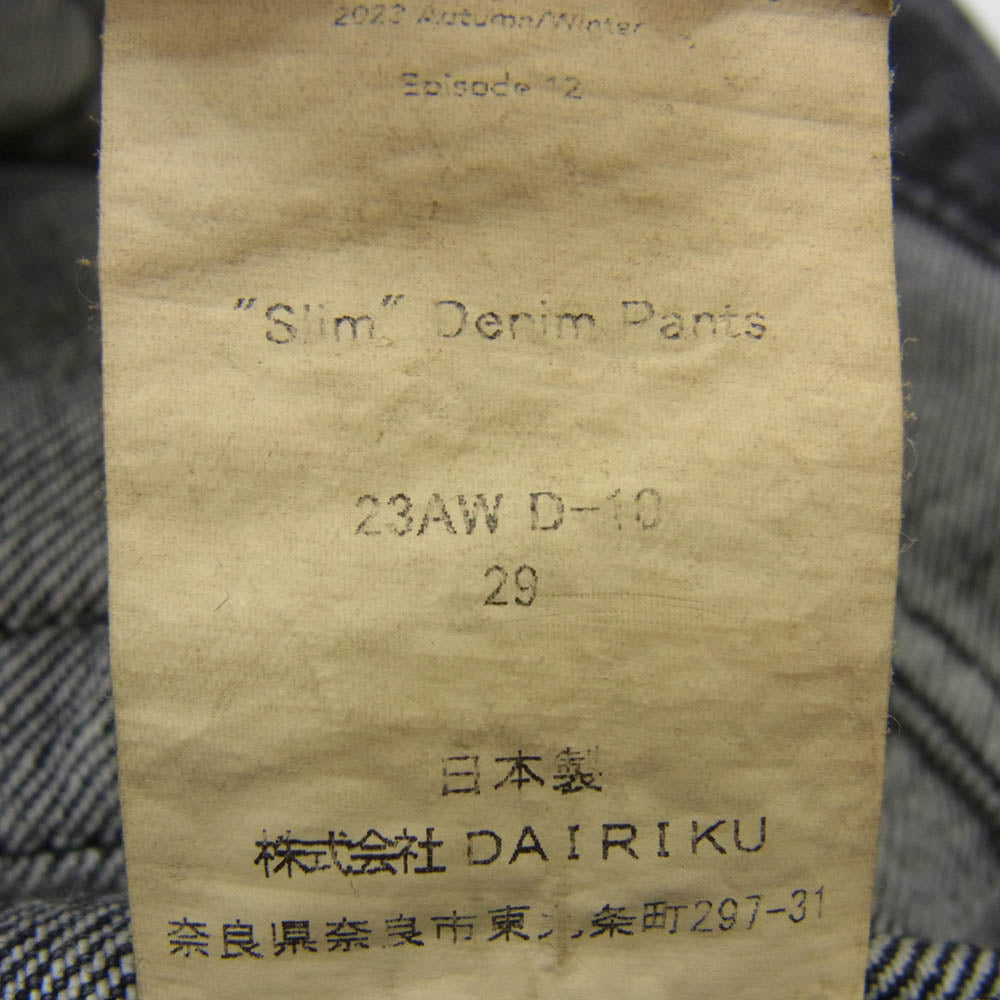 2023 Autumn/Winter
Episode 12
"Slim" Denim Pants
23AW D-10
29
日本製
株式会社 DAIRIKU
奈良県奈良市東九条町297-31